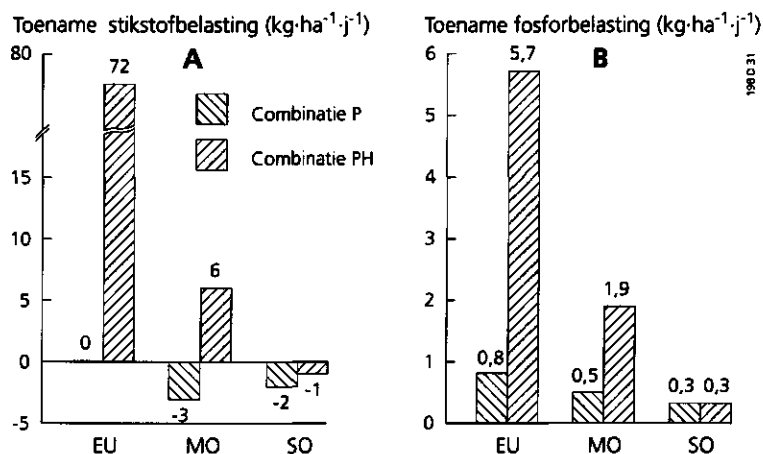 Toename stikstofbelasting (kg·ha⁻¹·j⁻¹)
80
A
72
Combinatie P
Combinatie PH
15
10
5
0
-5
0
6
-3
-2
-1
EU MO SO
Toename fosforbelasting (kg·ha⁻¹·j⁻¹)
6
B
5,7
5
4
3
2
1
0
0,8
0,5
1,9
0,3 0,3
EU MO SO
198D31